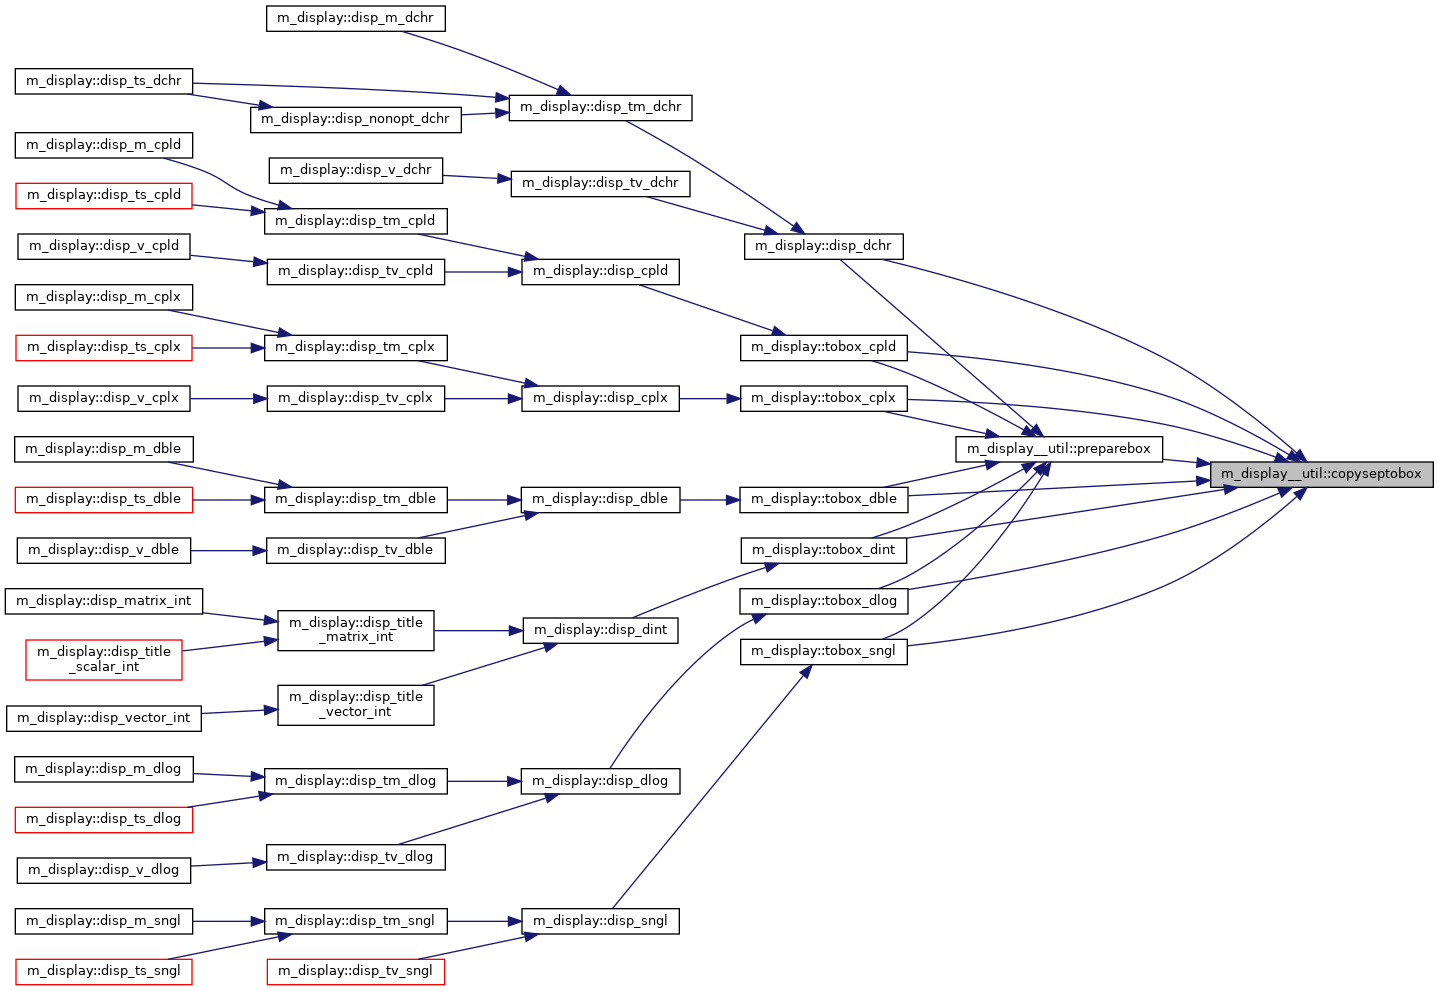 m_display::disp_m_dchr
m_display::disp_ts_dchr
m_display::disp_tm_dchr
m_display::disp_nonopt_dchr
m_display::disp_m_cpld
m_display::disp_v_dchr
m_display::disp_tv_dchr
m_display::disp_ts_cpld
m_display::disp_tm_cpld
m_display::disp_v_cpld
m_display::disp_dchr
m_display::disp_tv_cpld
m_display::disp_cpld
m_display::disp_m_cplx
m_display::disp_ts_cplx
m_display::disp_tm_cplx
m_display::tobox_cpld
m_display::disp_v_cplx
m_display::disp_tv_cplx
m_display::disp_cplx
m_display::tobox_cplx
m_display::disp_m_dble
m_display__util::preparebox
m_display__util::copyseptobox
m_display::disp_ts_dble
m_display::disp_tm_dble
m_display::disp_dble
m_display::tobox_dble
m_display::disp_v_dble
m_display::disp_tv_dble
m_display::tobox_dint
m_display::disp_matrix_int
m_display::tobox_dlog
m_display::disp_title
_matrix_int
m_display::disp_dint
m_display::disp_title
_scalar_int
m_display::tobox_sngl
m_display::disp_title
_vector_int
m_display::disp_vector_int
m_display::disp_m_dlog
m_display::disp_tm_dlog
m_display::disp_dlog
m_display::disp_ts_dlog
m_display::disp_v_dlog
m_display::disp_tv_dlog
m_display::disp_m_sngl
m_display::disp_tm_sngl
m_display::disp_sngl
m_display::disp_ts_sngl
m_display::disp_tv_sngl